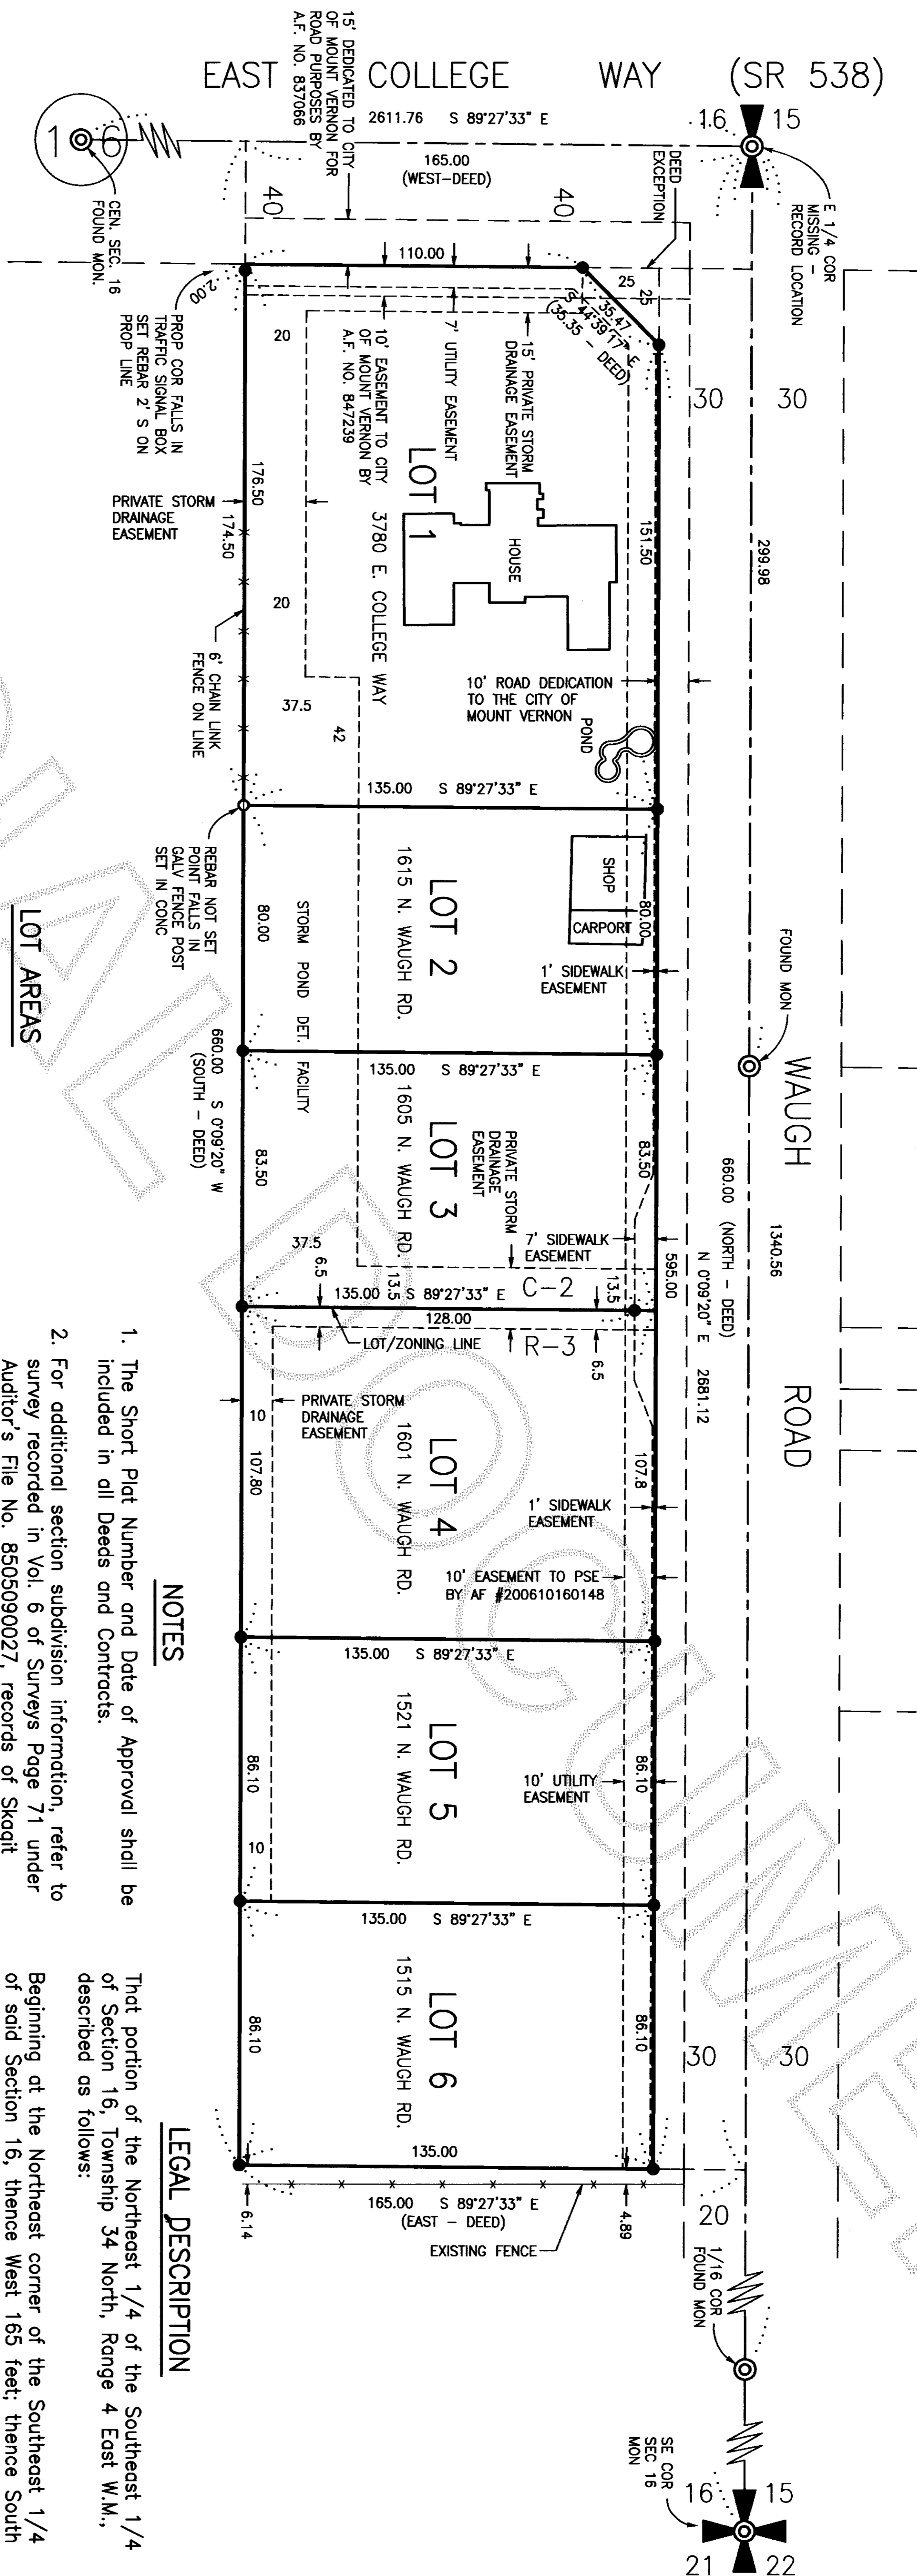 EAST COLLEGE WAY (SR 538)
2611.76 S 89°27'33" E
165.00
(WEST-DEED)
15' DEDICATED TO CITY
OF MOUNT VERNON FOR
ROAD PURPOSES BY
A.F. NO. 837066
DEED
EXCEPTION
16
15
E 1/4 COR
MISSING -
RECORD LOCATION
16
CEN. SEC. 16
FOUND MON.
40
40
110.00
25
25
35.47
S 44°39'17" E
(35.35 - DEED)
30
30
2.00
PROP COR FALLS IN
TRAFFIC SIGNAL BOX
SET REBAR 2' S ON
PROP LINE
20
7' UTILITY EASEMENT
10' EASEMENT TO CITY
OF MOUNT VERNON BY
A.F. NO. 847239
15' PRIVATE STORM
DRAINAGE EASEMENT
LOT 1
3780 E. COLLEGE WAY
HOUSE
151.50
299.98
176.50
174.50
PRIVATE STORM
DRAINAGE
EASEMENT
20
6' CHAIN LINK
FENCE ON LINE
37.5
42
10' ROAD DEDICATION
TO THE CITY OF
MOUNT VERNON
POND
135.00 S 89°27'33" E
REBAR NOT SET
POINT FALLS IN
GALV FENCE POST
SET IN CONC
LOT 2
1615 N. WAUGH RD.
SHOP
CARPORT
80.00
80.00
1' SIDEWALK
EASEMENT
FOUND MON
WAUGH ROAD
STORM POND DET. FACILITY
135.00 S 89°27'33" E
660.00 S 0°09'20" W
(SOUTH - DEED)
LOT 3
1605 N. WAUGH RD.
PRIVATE STORM
DRAINAGE
EASEMENT
83.50
83.50
7' SIDEWALK
EASEMENT
660.00 (NORTH - DEED)
1340.56
N 0°09'20" E 2681.12
595.00
37.5
6.5
13.5
13.5
C-2
135.00 S 89°27'33" E
128.00
LOT/ZONING LINE
R-3
6.5
10
PRIVATE STORM
DRAINAGE
EASEMENT
LOT 4
1601 N. WAUGH RD.
107.80
107.8
1' SIDEWALK
EASEMENT
10' EASEMENT TO PSE
BY AF #200610160148
135.00 S 89°27'33" E
LOT 5
1521 N. WAUGH RD.
86.10
86.10
10' UTILITY
EASEMENT
10
135.00 S 89°27'33" E
LOT 6
1515 N. WAUGH RD.
86.10
86.10
30
30
135.00
165.00 S 89°27'33" E
(EAST - DEED)
6.14
4.89
EXISTING FENCE
20
1/16 COR
FOUND MON
SE COR
SEC 16
MON
16
15
21
22
LOT AREAS
NOTES
1. The Short Plat Number and Date of Approval shall be
included in all Deeds and Contracts.
2. For additional section subdivision information, refer to
survey recorded in Vol. 6 of Surveys Page 71 under
Auditor's File No. 8505090027, records of Skagit
LEGAL DESCRIPTION
That portion of the Northeast 1/4 of the Southeast 1/4
of Section 16, Township 34 North, Range 4 East W.M.,
described as follows:
Beginning at the Northeast corner of the Southeast 1/4
of said Section 16, thence West 165 feet; thence South